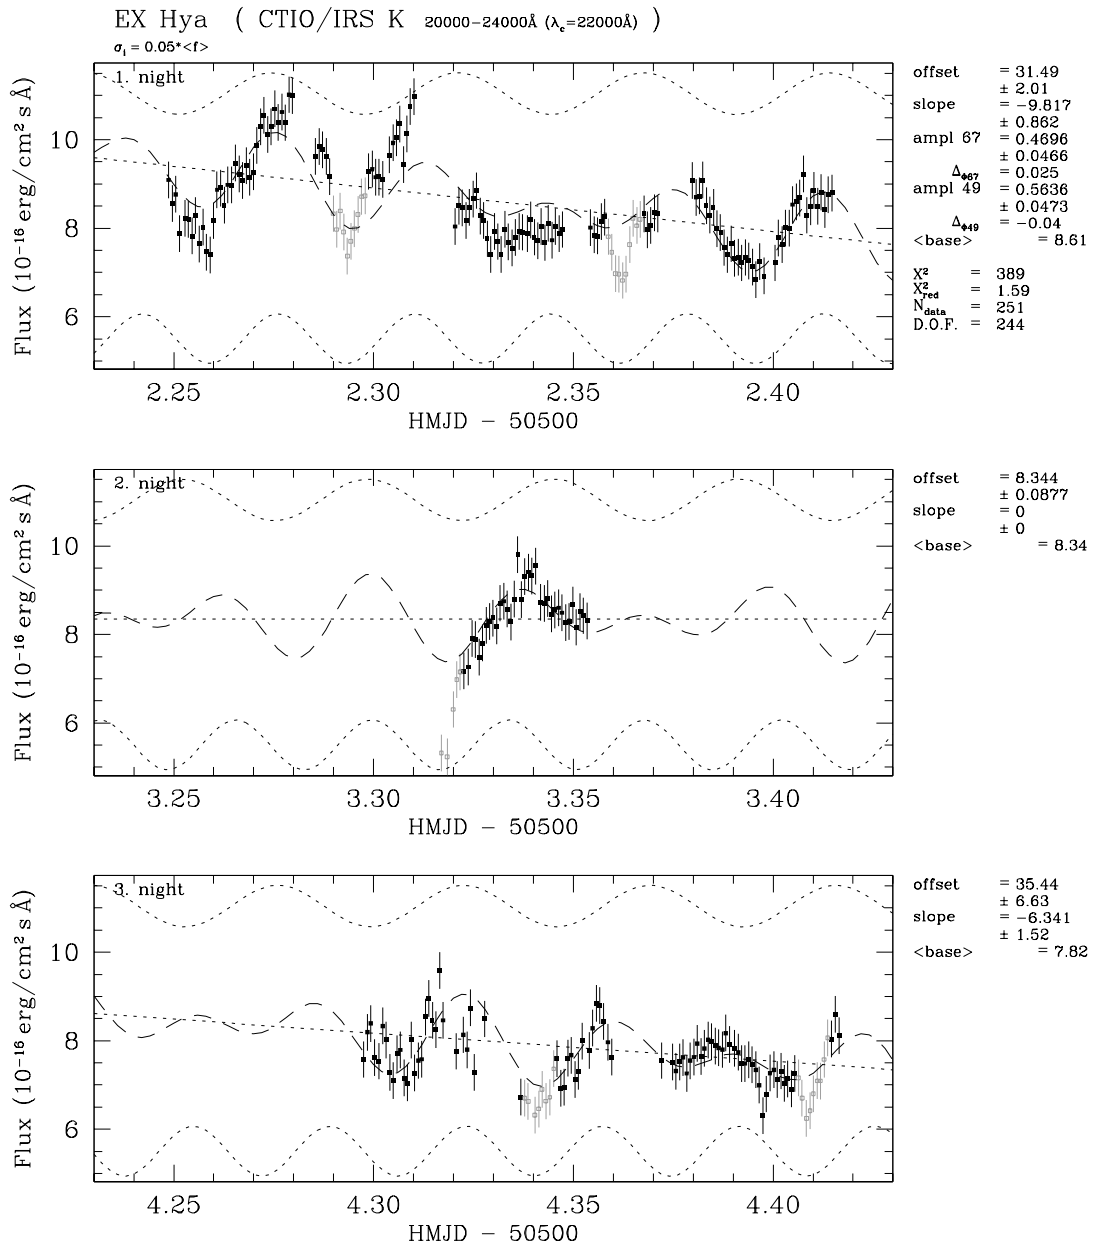 EX Hya ( CTIO/IRS K 20000−24000Å (λc=22000Å) )
σi = 0.05*<f>
1. night
10
8
6
Flux (10⁻¹⁶ erg/cm² s Å)
2.25 2.30 2.35 2.40
HMJD − 50500
offset = 31.49
± 2.01
slope = −9.817
± 0.862
ampl 67 = 0.4696
± 0.0466
ΔΦ67 = 0.025
ampl 49 = 0.5636
± 0.0473
ΔΦ49 = −0.04
<base> = 8.61
X² = 389
X²red = 1.59
Ndata = 251
D.O.F. = 244
2. night
10
8
6
Flux (10⁻¹⁶ erg/cm² s Å)
3.25 3.30 3.35 3.40
HMJD − 50500
offset = 8.344
± 0.0877
slope = 0
± 0
<base> = 8.34
3. night
10
8
6
Flux (10⁻¹⁶ erg/cm² s Å)
4.25 4.30 4.35 4.40
HMJD − 50500
offset = 35.44
± 6.63
slope = −6.341
± 1.52
<base> = 7.82